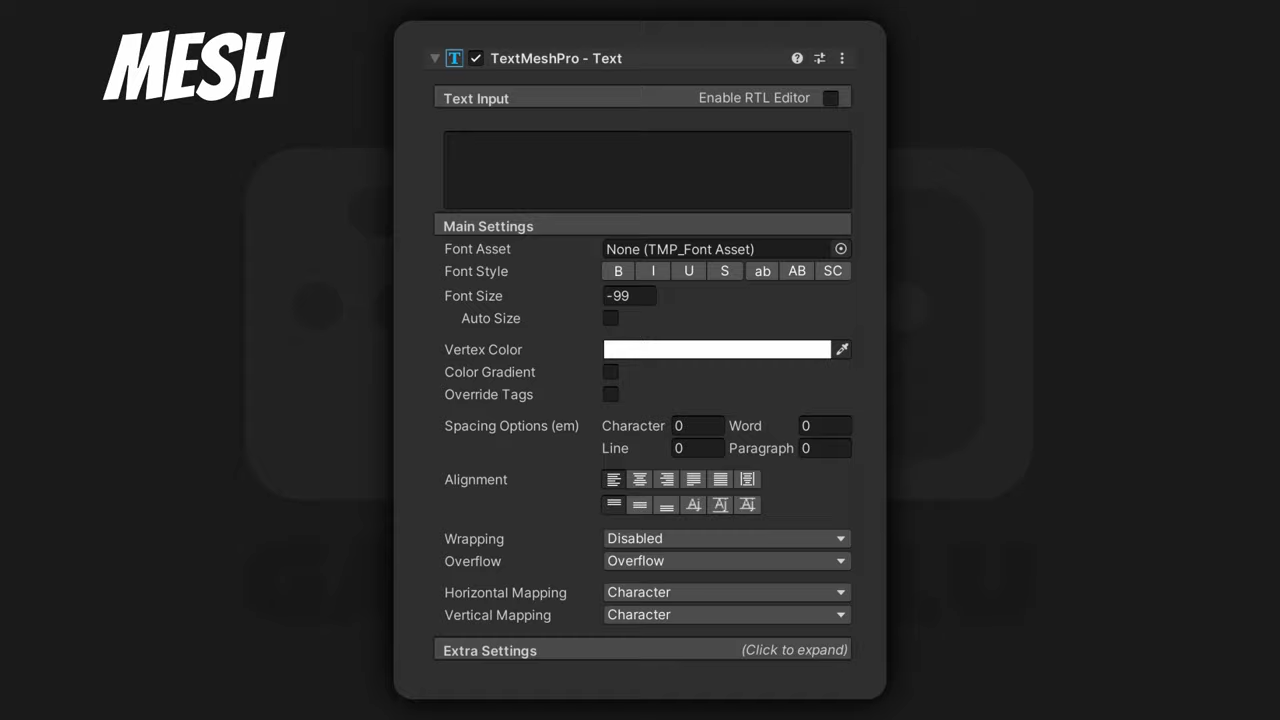 MESH
TextMeshPro - Text
Text Input Enable RTL Editor
Main Settings
Font Asset None (TMP_Font Asset)
Font Style B I U S ab AB SC
Font Size -99
Auto Size
Vertex Color
Color Gradient
Override Tags
Spacing Options (em) Character 0 Word 0
Line 0 Paragraph 0
Alignment
Wrapping Disabled
Overflow Overflow
Horizontal Mapping Character
Vertical Mapping Character
Extra Settings (Click to expand)